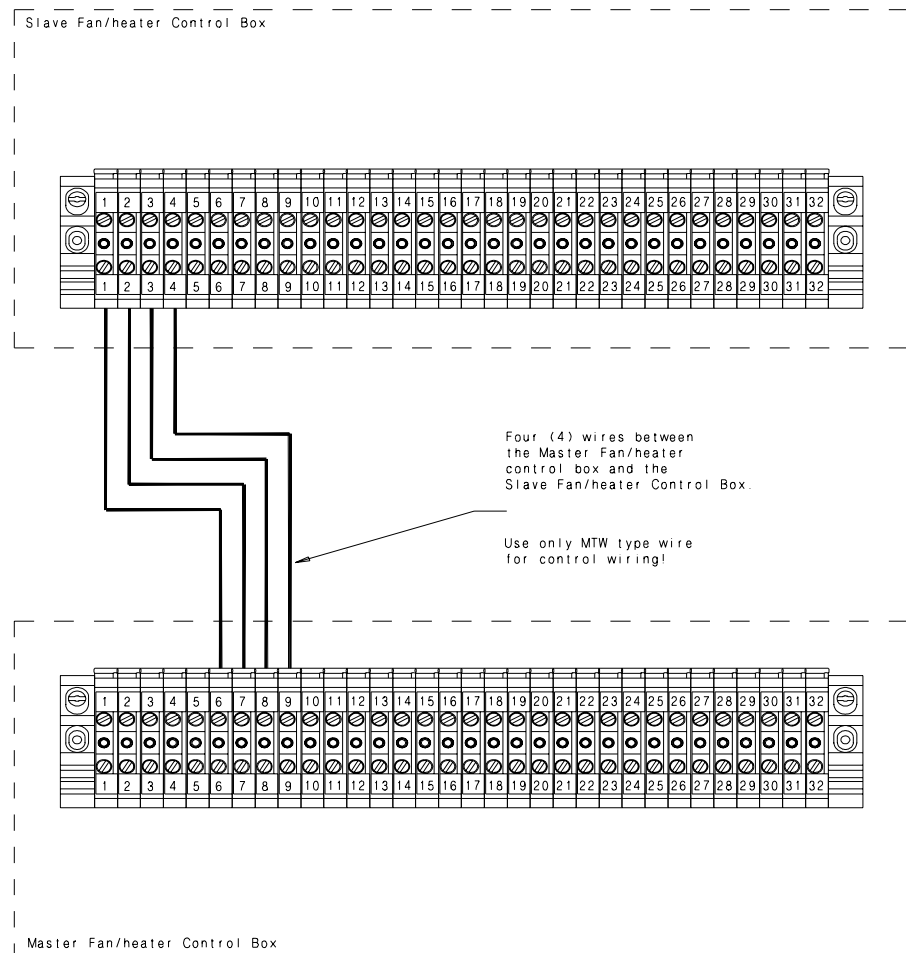 Slave Fan/heater Control Box
1 2 3 4 5 6 7 8 9 10 11 12 13 14 15 16 17 18 19 20 21 22 23 24 25 26 27 28 29 30 31 32
1 2 3 4 5 6 7 8 9 10 11 12 13 14 15 16 17 18 19 20 21 22 23 24 25 26 27 28 29 30 31 32
Four (4) wires between
the Master Fan/heater
control box and the
Slave Fan/heater Control Box.
Use only MTW type wire
for control wiring!
1 2 3 4 5 6 7 8 9 10 11 12 13 14 15 16 17 18 19 20 21 22 23 24 25 26 27 28 29 30 31 32
1 2 3 4 5 6 7 8 9 10 11 12 13 14 15 16 17 18 19 20 21 22 23 24 25 26 27 28 29 30 31 32
Master Fan/heater Control Box